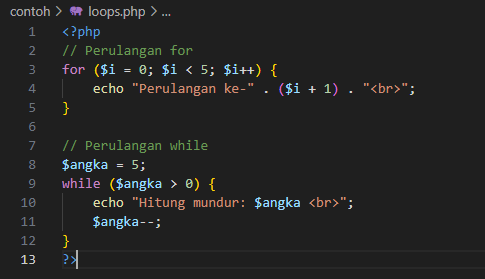 contoh > loops.php > ...
1 <?php
2 // Perulangan for
3 for ($i = 0; $i < 5; $i++) {
4     echo "Perulangan ke-" . ($i + 1) . "<br>";
5 }
6
7 // Perulangan while
8 $angka = 5;
9 while ($angka > 0) {
10     echo "Hitung mundur: $angka <br>";
11     $angka--;
12 }
13 ?>